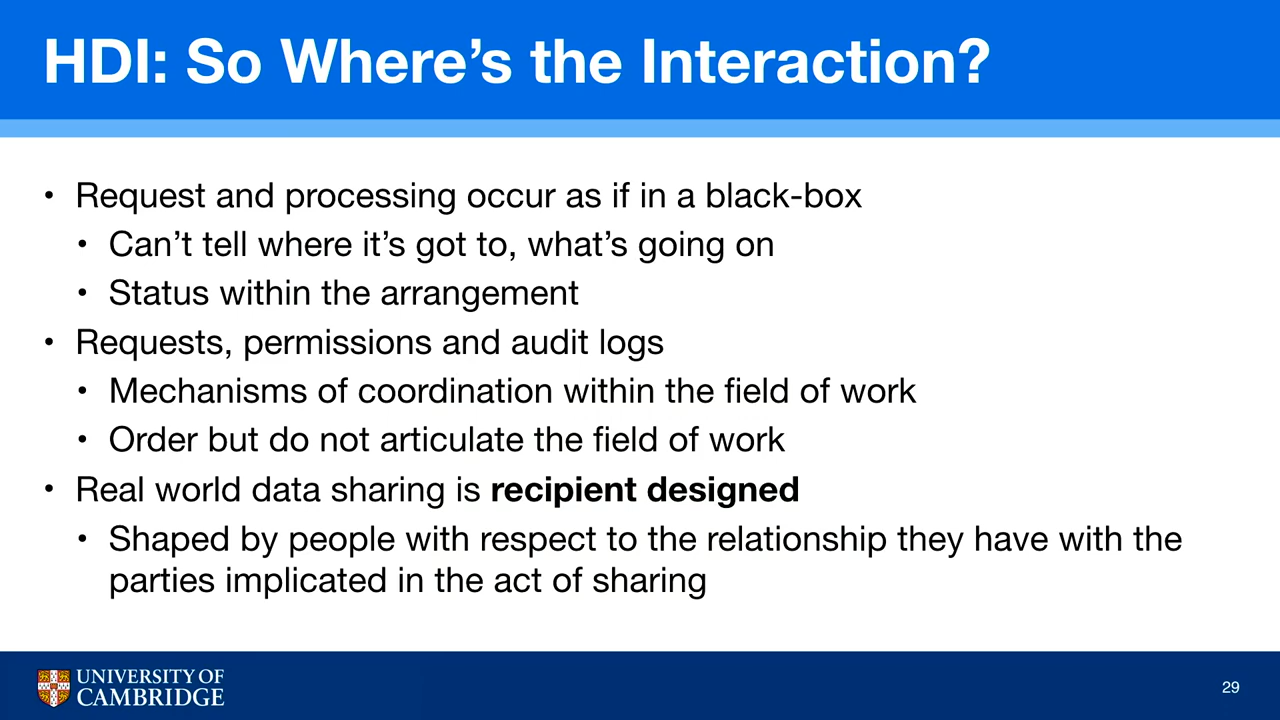 HDI: So Where’s the Interaction?
• Request and processing occur as if in a black-box
• Can’t tell where it’s got to, what’s going on
• Status within the arrangement
• Requests, permissions and audit logs
• Mechanisms of coordination within the field of work
• Order but do not articulate the field of work
• Real world data sharing is recipient designed
• Shaped by people with respect to the relationship they have with the
parties implicated in the act of sharing
UNIVERSITY OF
CAMBRIDGE
29